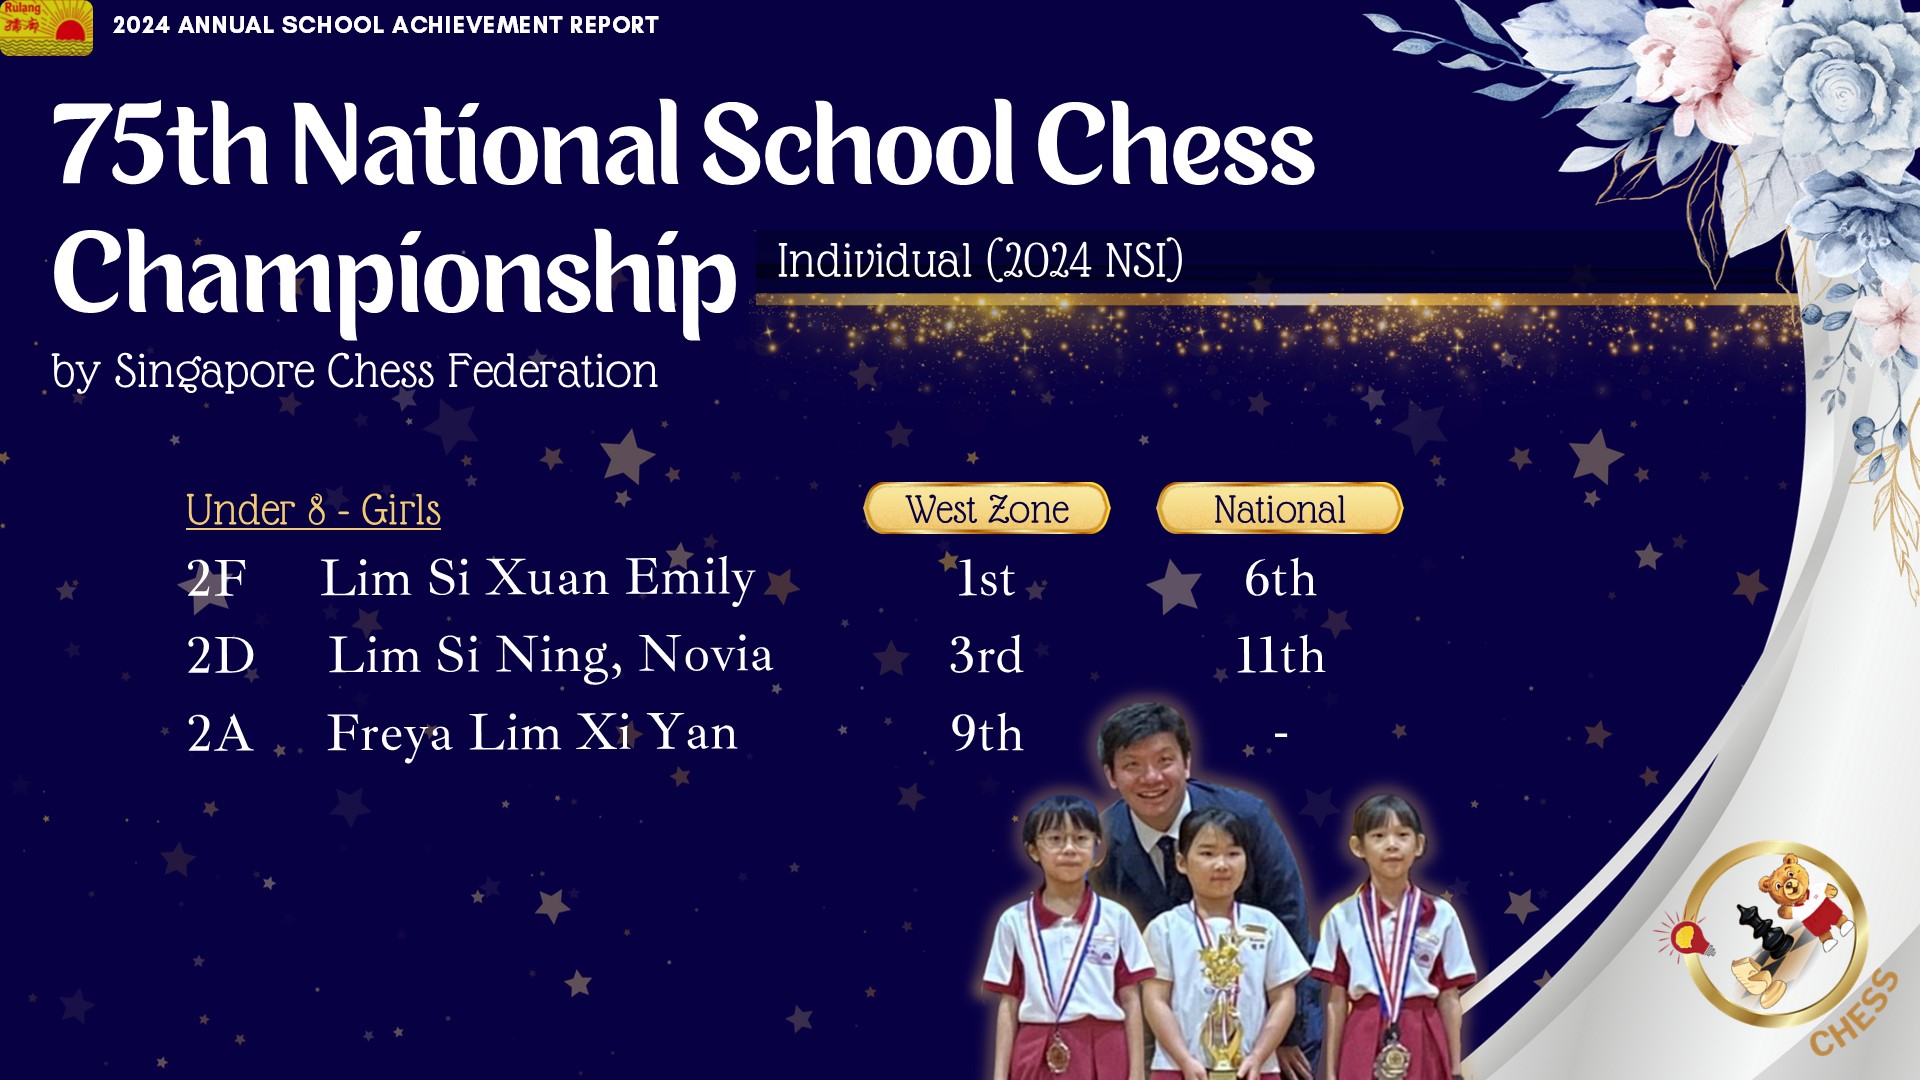 Rulang
2024 ANNUAL SCHOOL ACHIEVEMENT REPORT
75th National School Chess
Championship
Individual (2024 NSI)
by Singapore Chess Federation
Under 8 - Girls West Zone National
2F Lim Si Xuan Emily 1st 6th
2D Lim Si Ning, Novia 3rd 11th
2A Freya Lim Xi Yan 9th -
CHESS